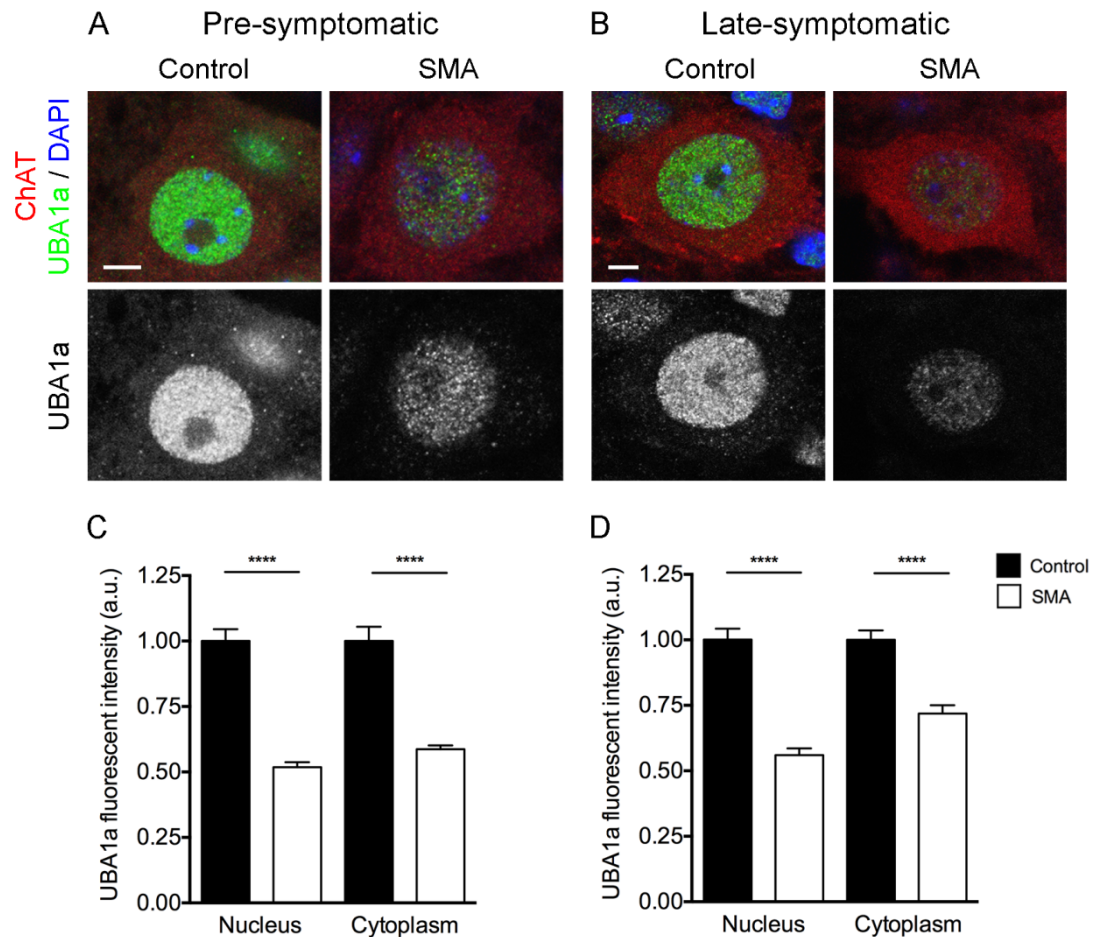 A
Pre-symptomatic
B
Late-symptomatic
Control
SMA
Control
SMA
ChAT
UBA1a / DAPI
UBA1a
C
D
****
****
****
****
Control
SMA
UBA1a fluorescent intensity (a.u.)
1.25
1.00
0.75
0.50
0.25
0.00
Nucleus
Cytoplasm
UBA1a fluorescent intensity (a.u.)
1.25
1.00
0.75
0.50
0.25
0.00
Nucleus
Cytoplasm